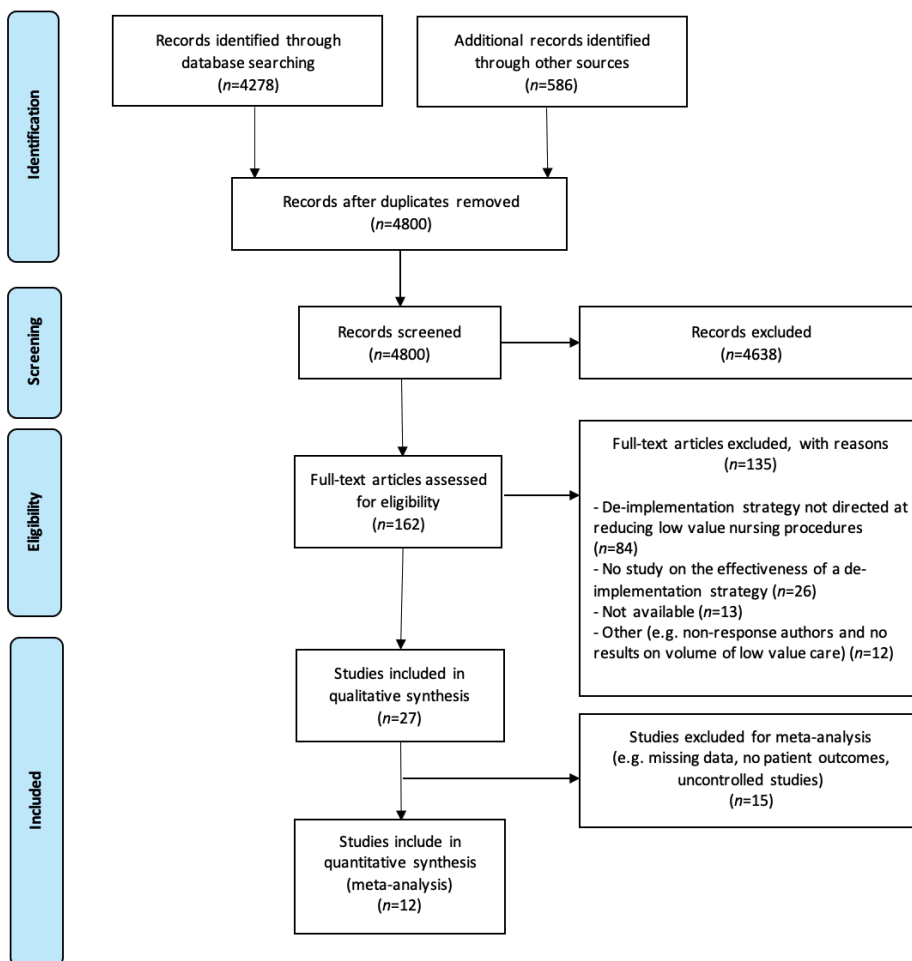 Identification
Records identified through
database searching
(n=4278)
Additional records identified
through other sources
(n=586)
Records after duplicates removed
(n=4800)
Screening
Records screened
(n=4800)
Records excluded
(n=4638)
Eligibility
Full-text articles assessed
for eligibility
(n=162)
Full-text articles excluded, with reasons
(n=135)
- De-implementation strategy not directed at
reducing low value nursing procedures
(n=84)
- No study on the effectiveness of a de-
implementation strategy (n=26)
- Not available (n=13)
- Other (e.g. non-response authors and no
results on volume of low value care) (n=12)
Included
Studies included in
qualitative synthesis
(n=27)
Studies excluded for meta-analysis
(e.g. missing data, no patient outcomes,
uncontrolled studies)
(n=15)
Studies include in
quantitative synthesis
(meta-analysis)
(n=12)